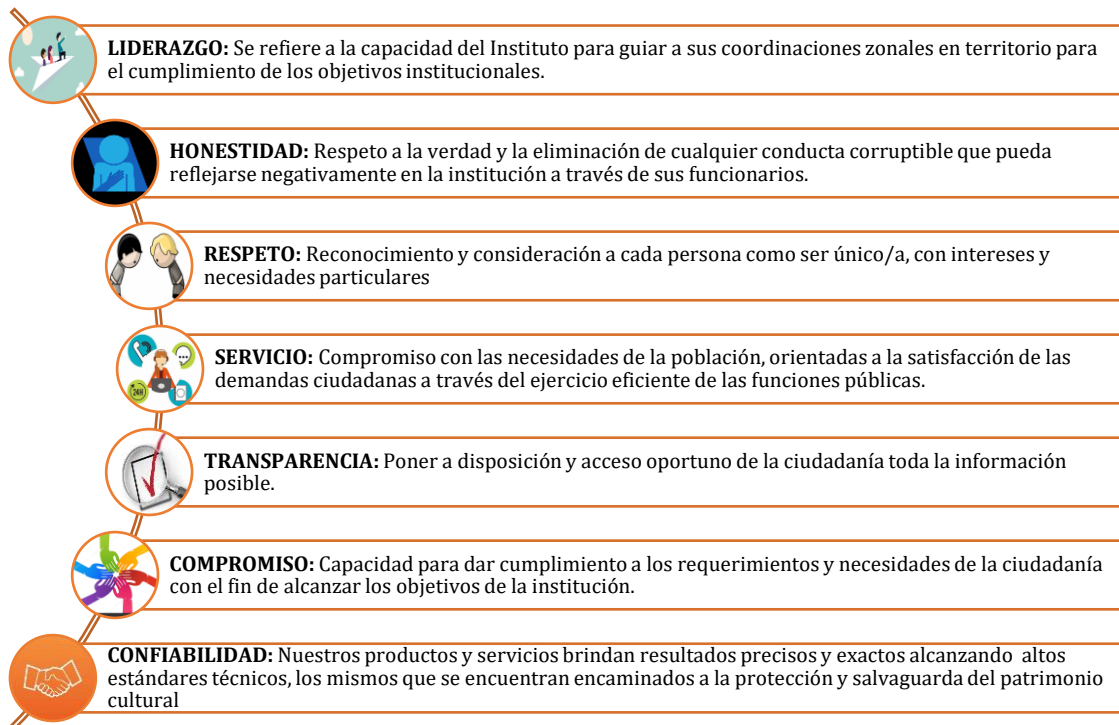 LIDERAZGO: Se refiere a la capacidad del Instituto para guiar a sus coordinaciones zonales en territorio para
el cumplimiento de los objetivos institucionales.
HONESTIDAD: Respeto a la verdad y la eliminación de cualquier conducta corruptible que pueda
reflejarse negativamente en la institución a través de sus funcionarios.
RESPETO: Reconocimiento y consideración a cada persona como ser único/a, con intereses y
necesidades particulares
SERVICIO: Compromiso con las necesidades de la población, orientadas a la satisfacción de las
demandas ciudadanas a través del ejercicio eficiente de las funciones públicas.
24H
TRANSPARENCIA: Poner a disposición y acceso oportuno de la ciudadanía toda la información
posible.
COMPROMISO: Capacidad para dar cumplimiento a los requerimientos y necesidades de la ciudadanía
con el fin de alcanzar los objetivos de la institución.
CONFIABILIDAD: Nuestros productos y servicios brindan resultados precisos y exactos alcanzando  altos
estándares técnicos, los mismos que se encuentran encaminados a la protección y salvaguarda del patrimonio
cultural